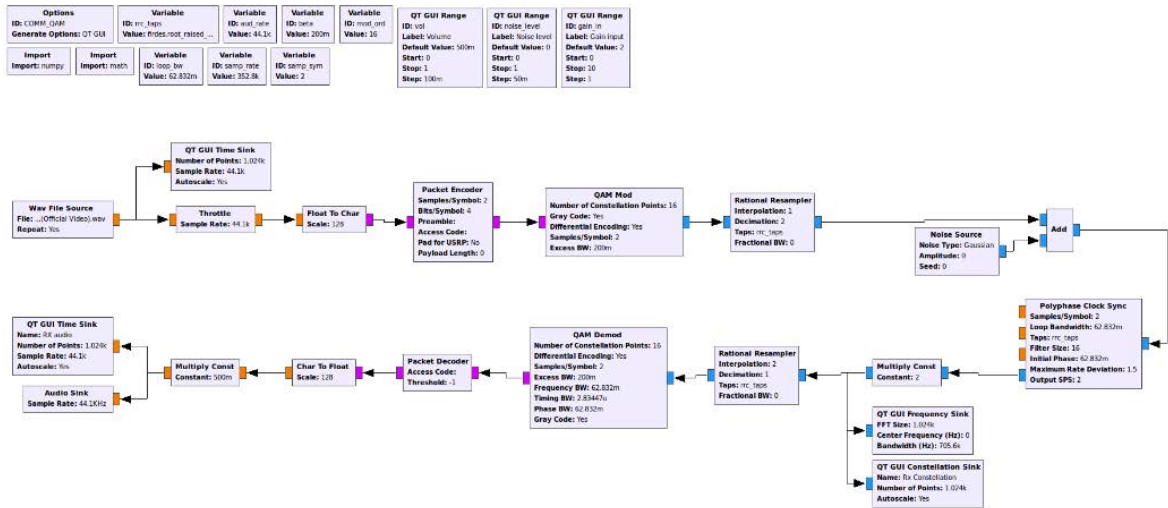 Options
ID: COMM_QAM
Generate Options: QT GUI
Variable
ID: rrc_taps
Value: firdes.root_raised_...
Variable
ID: aud_rate
Value: 44.1k
Variable
ID: beta
Value: 200m
Variable
ID: mod_ord
Value: 16
QT GUI Range
ID: vol
Label: Volume
Default Value: 500m
Start: 0
Stop: 1
Step: 100m
QT GUI Range
ID: noise_level
Label: Noise level
Default Value: 0
Start: 0
Stop: 1
Step: 50m
QT GUI Range
ID: gain_in
Label: Gain input
Default Value: 2
Start: 0
Stop: 10
Step: 1
Import
Import: numpy
Import
Import: math
Variable
ID: loop_bw
Value: 62.832m
Variable
ID: samp_rate
Value: 352.8k
Variable
ID: samp_sym
Value: 2
QT GUI Time Sink
Number of Points: 1.024k
Sample Rate: 44.1k
Autoscale: Yes
Wav File Source
File: ...(Official Video).wav
Repeat: Yes
Throttle
Sample Rate: 44.1k
Float To Char
Scale: 128
Packet Encoder
Samples/Symbol: 2
Bits/Symbol: 4
Preamble:
Access Code:
Pad for USRP: No
Payload Length: 0
QAM Mod
Number of Constellation Points: 16
Gray Code: Yes
Differential Encoding: Yes
Samples/Symbol: 2
Excess BW: 200m
Rational Resampler
Interpolation: 1
Decimation: 2
Taps: rrc_taps
Fractional BW: 0
Noise Source
Noise Type: Gaussian
Amplitude: 0
Seed: 0
Add
Polyphase Clock Sync
Samples/Symbol: 2
Loop Bandwidth: 62.832m
Taps: rrc_taps
Filter Size: 16
Initial Phase: 62.832m
Maximum Rate Deviation: 1.5
Output SPS: 2
QT GUI Time Sink
Name: RX audio
Number of Points: 1.024k
Sample Rate: 44.1k
Autoscale: Yes
Audio Sink
Sample Rate: 44.1KHz
Multiply Const
Constant: 500m
Char To Float
Scale: 128
Packet Decoder
Access Code:
Threshold: -1
QAM Demod
Number of Constellation Points: 16
Differential Encoding: Yes
Samples/Symbol: 2
Excess BW: 200m
Frequency BW: 62.832m
Timing BW: 2.83447u
Phase BW: 62.832m
Gray Code: Yes
Rational Resampler
Interpolation: 2
Decimation: 1
Taps: rrc_taps
Fractional BW: 0
Multiply Const
Constant: 2
QT GUI Frequency Sink
FFT Size: 1.024k
Center Frequency (Hz): 0
Bandwidth (Hz): 705.6k
QT GUI Constellation Sink
Name: Rx Constellation
Number of Points: 1.024k
Autoscale: Yes